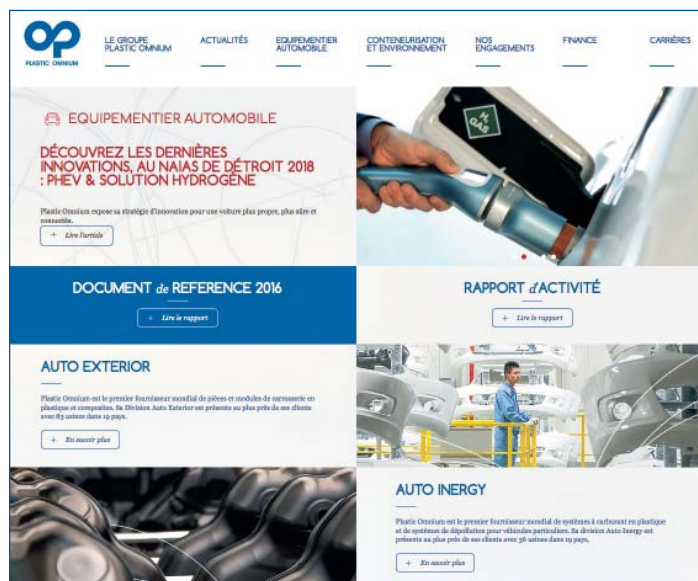 PLASTIC OMNIUM
LE GROUPE
PLASTIC OMNIUM
ACTUALITÉS
EQUIPEMENTIER
AUTOMOBILE
CONTENEURISATION
ET ENVIRONNEMENT
NOS
ENGAGEMENTS
FINANCE
CARRIÈRES
EQUIPEMENTIER AUTOMOBILE
DÉCOUVREZ LES DERNIÈRES
INNOVATIONS, AU NAIAS DE DÉTROIT 2018
: PHEV & SOLUTION HYDROGÈNE
Plastic Omnium expose sa stratégie d'innovation pour une voiture plus propre, plus sûre et
connectée.
+ Lire l'article
H2
GAS
DOCUMENT de REFERENCE 2016
+ Lire le rapport
RAPPORT d'ACTIVITÉ
+ Lire le rapport
AUTO EXTERIOR
Plastic Omnium est le premier fournisseur mondial de pièces et modules de carrosserie en
plastique et composites. Sa Division Auto Exterior est présente au plus près de ses clients
avec 83 usines dans 19 pays.
+ En savoir plus
AUTO INERGY
Plastic Omnium est le premier fournisseur mondial de systèmes à carburant en plastique
et de systèmes de dépollution pour véhicules particuliers. Sa division Auto Inergy est
présente au plus près de ses clients avec 36 usines dans 19 pays,
+ En savoir plus